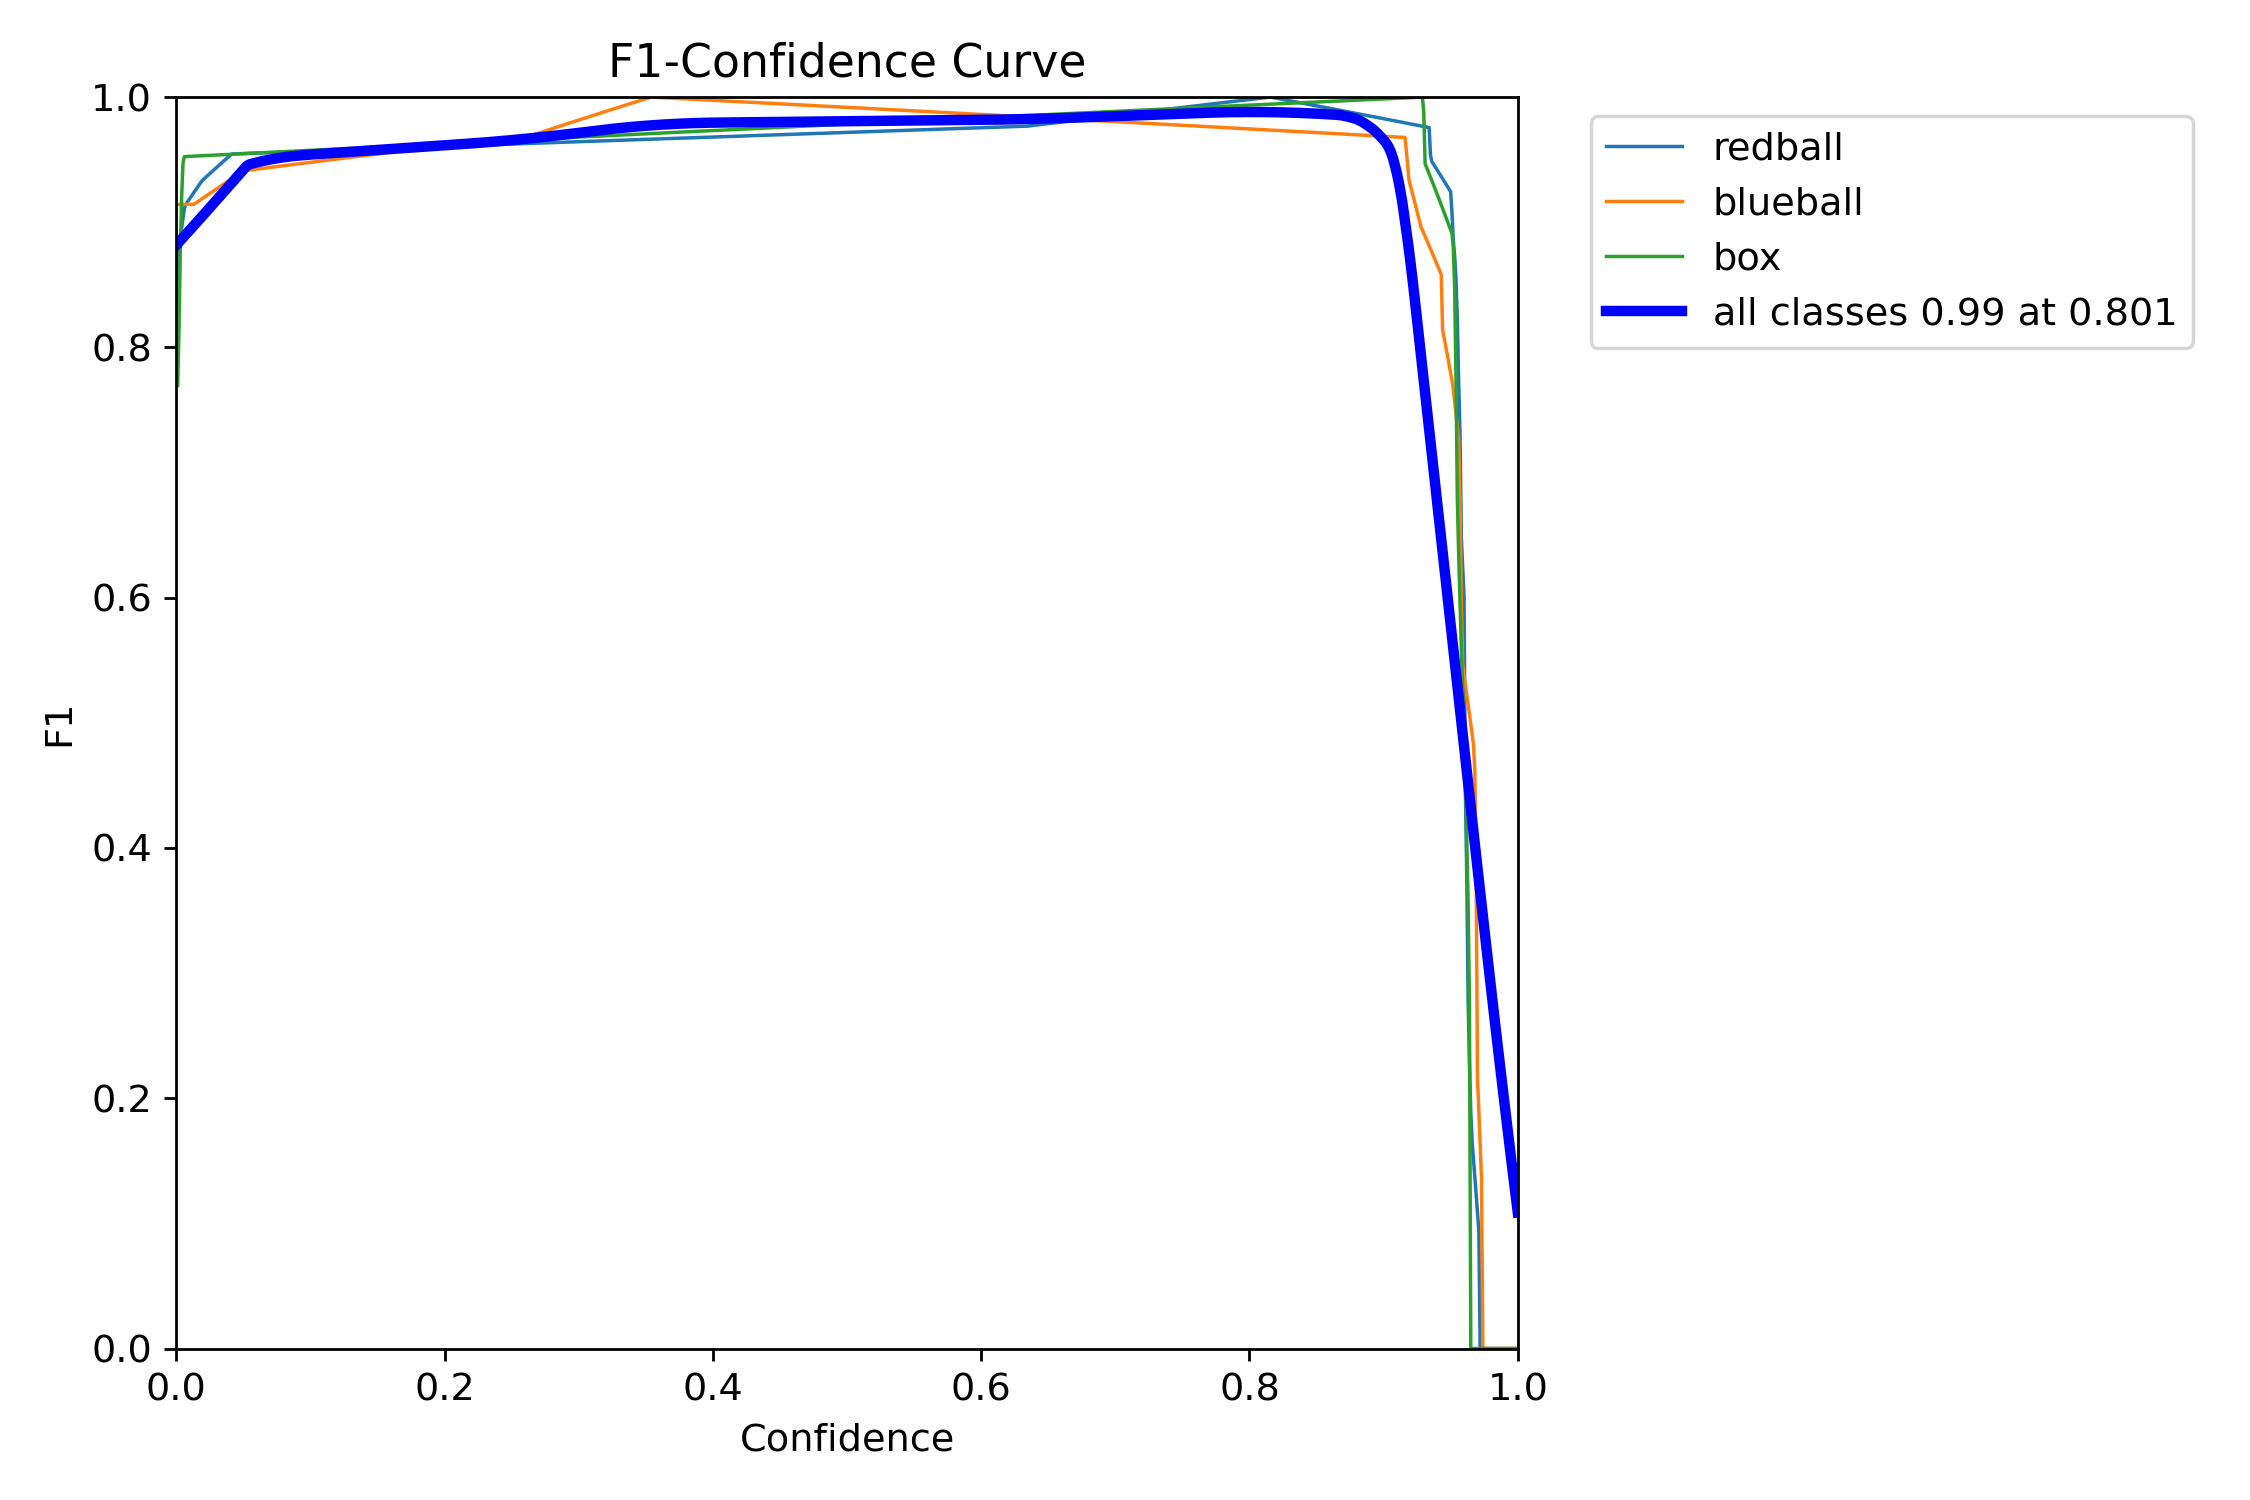 F1-Confidence Curve
1.0
0.8
0.6
0.4
0.2
0.0
F1
0.0 0.2 0.4 0.6 0.8 1.0
Confidence
redball
blueball
box
all classes 0.99 at 0.801